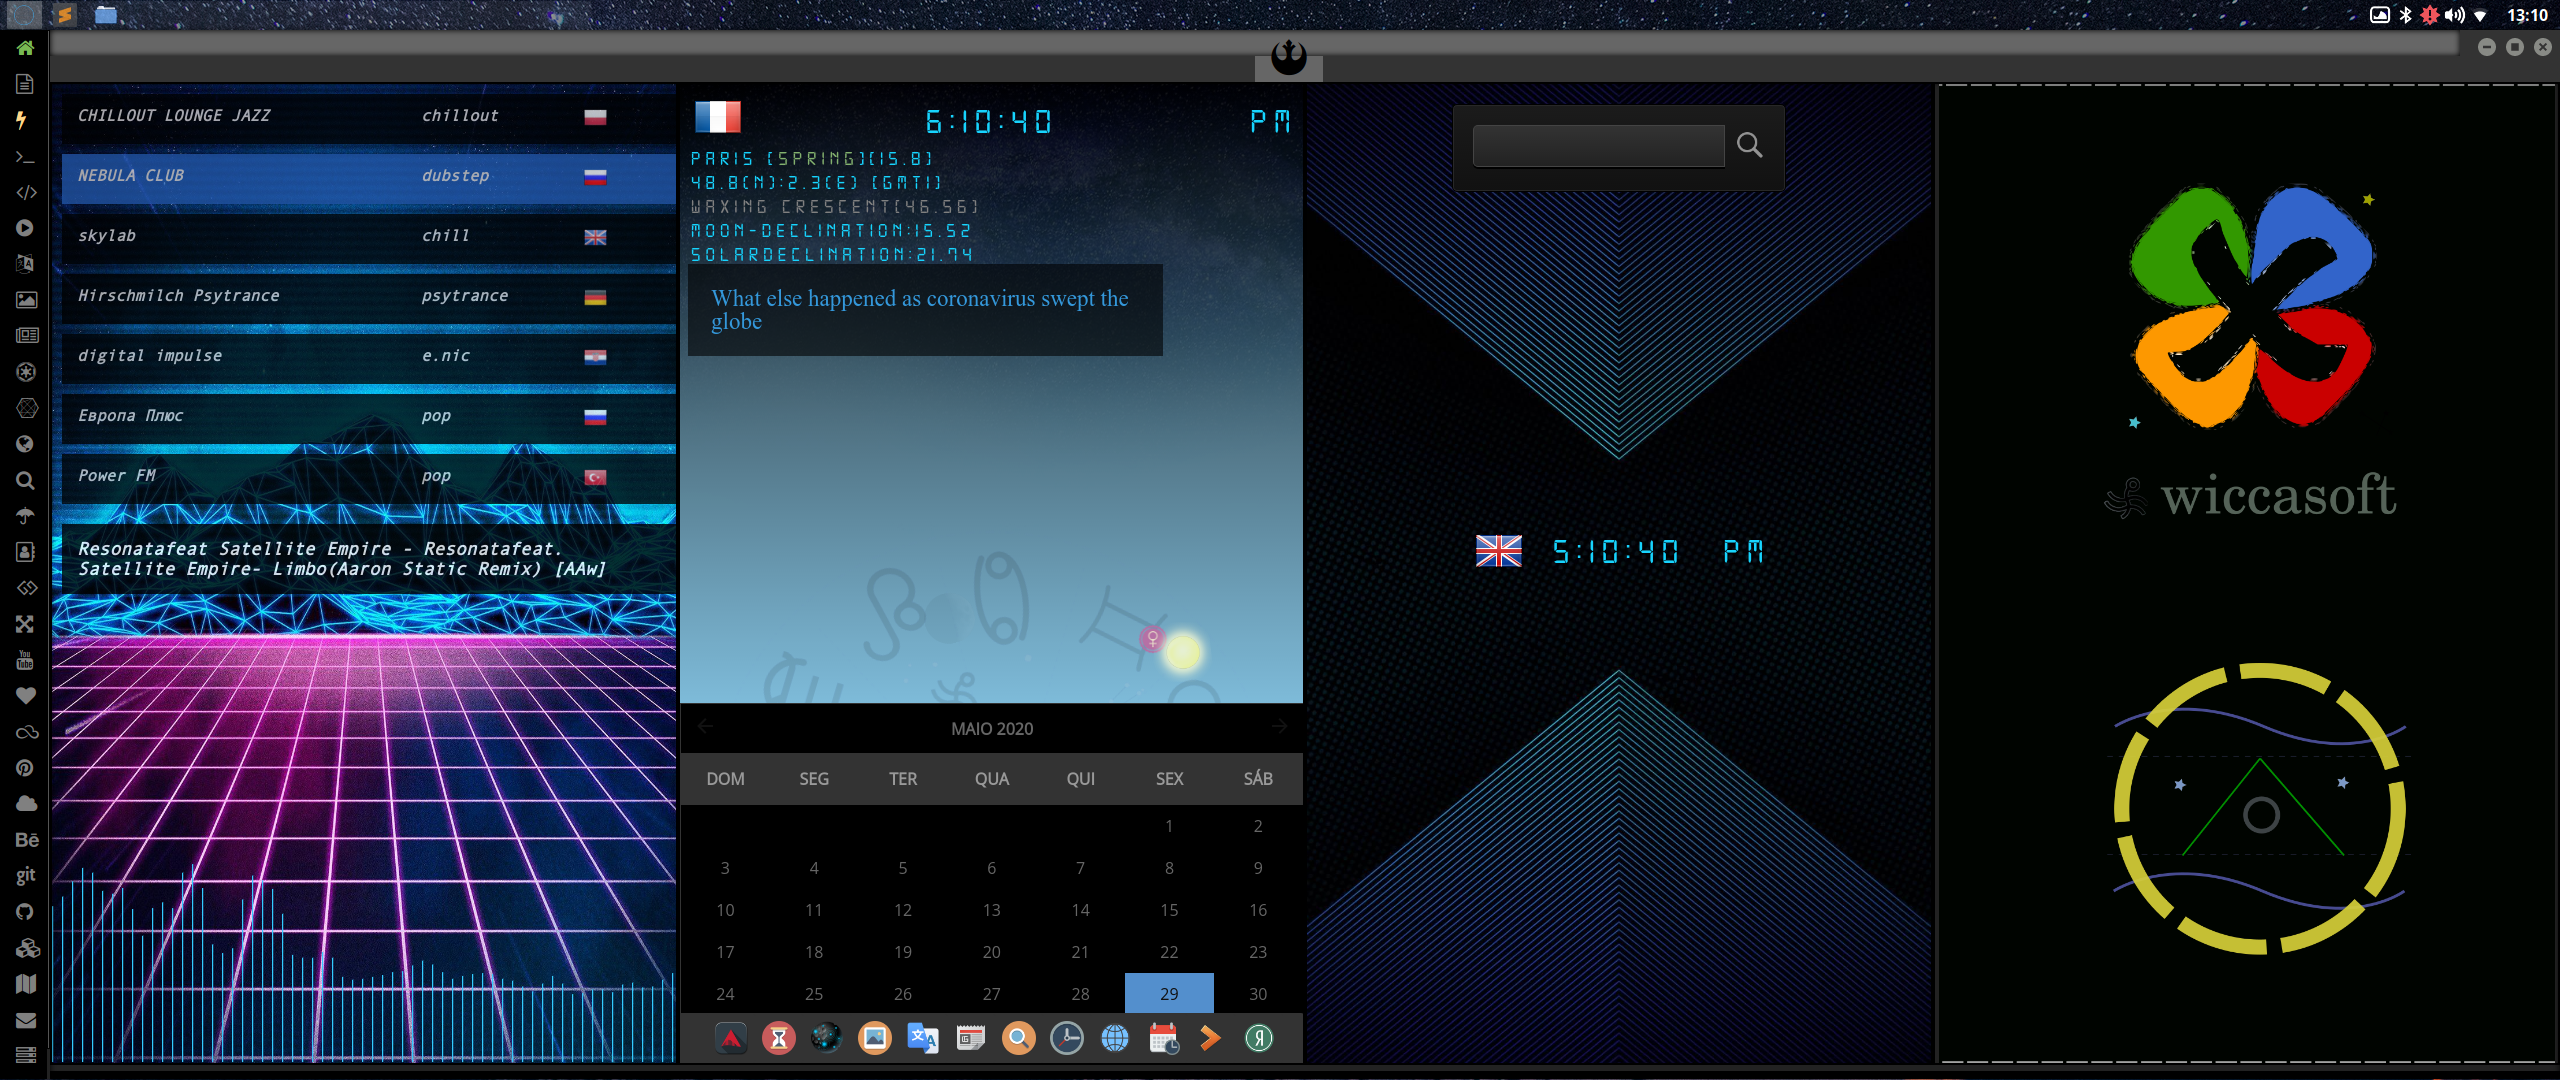 13:10
CHILLOUT LOUNGE JAZZ chillout
NEBULA CLUB dubstep
skylab chill
Hirschmilch Psytrance psytrance
digital impulse e.nic
Европа Плюс pop
Power FM pop
Resonatafeat Satellite Empire - Resonatafeat.
Satellite Empire- Limbo(Aaron Static Remix) [AAw]
You
Tube
Bē
git
6:10:40 PM
PARIS [SPRING][15.8]
48.8(N):2.3(E) [GMT1]
WAXING CRESCENT[46.56]
MOON-DECLINATION:15.52
SOLARDECLINATION:21.74
What else happened as coronavirus swept the
globe
MAIO 2020
DOM SEG TER QUA QUI SEX SÁB
1 2
3 4 5 6 7 8 9
10 11 12 13 14 15 16
17 18 19 20 21 22 23
24 25 26 27 28 29 30
5:10:40 PM
wiccasoft